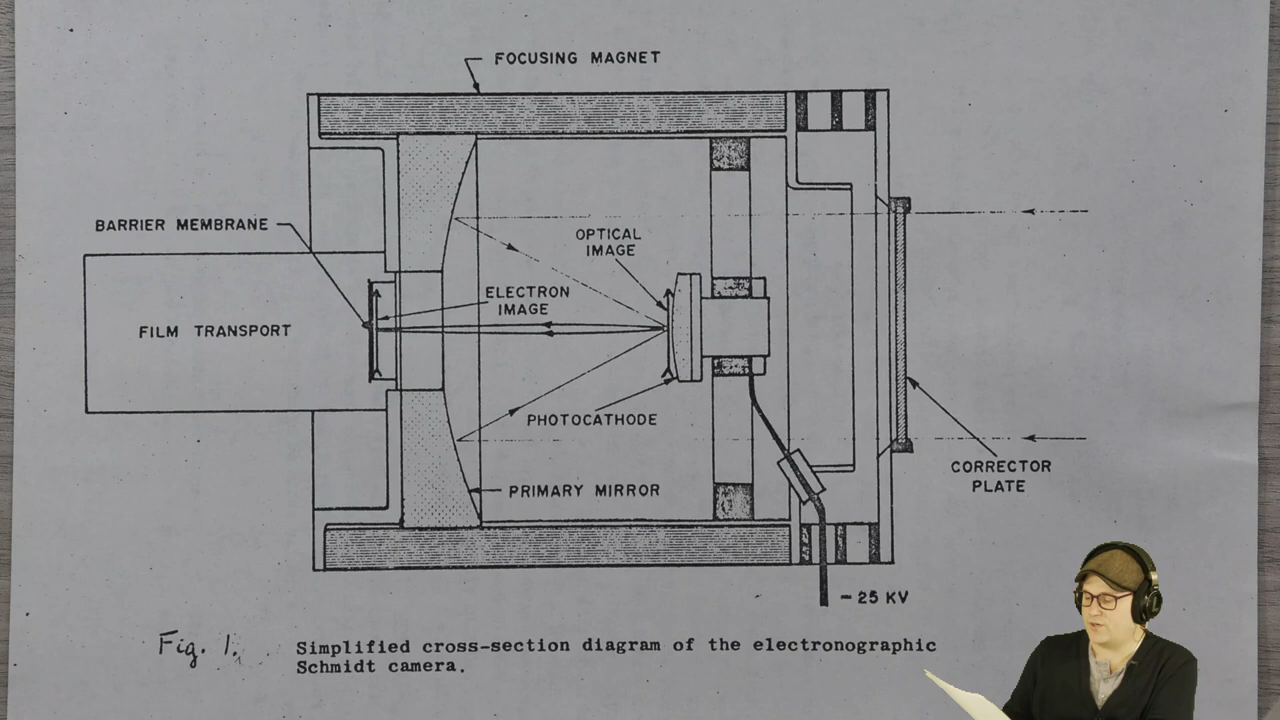 FOCUSING MAGNET
BARRIER MEMBRANE
OPTICAL
IMAGE
ELECTRON
IMAGE
FILM TRANSPORT
PHOTOCATHODE
PRIMARY MIRROR
CORRECTOR
PLATE
- 25 KV
Fig. 1. Simplified cross-section diagram of the electronographic
Schmidt camera.